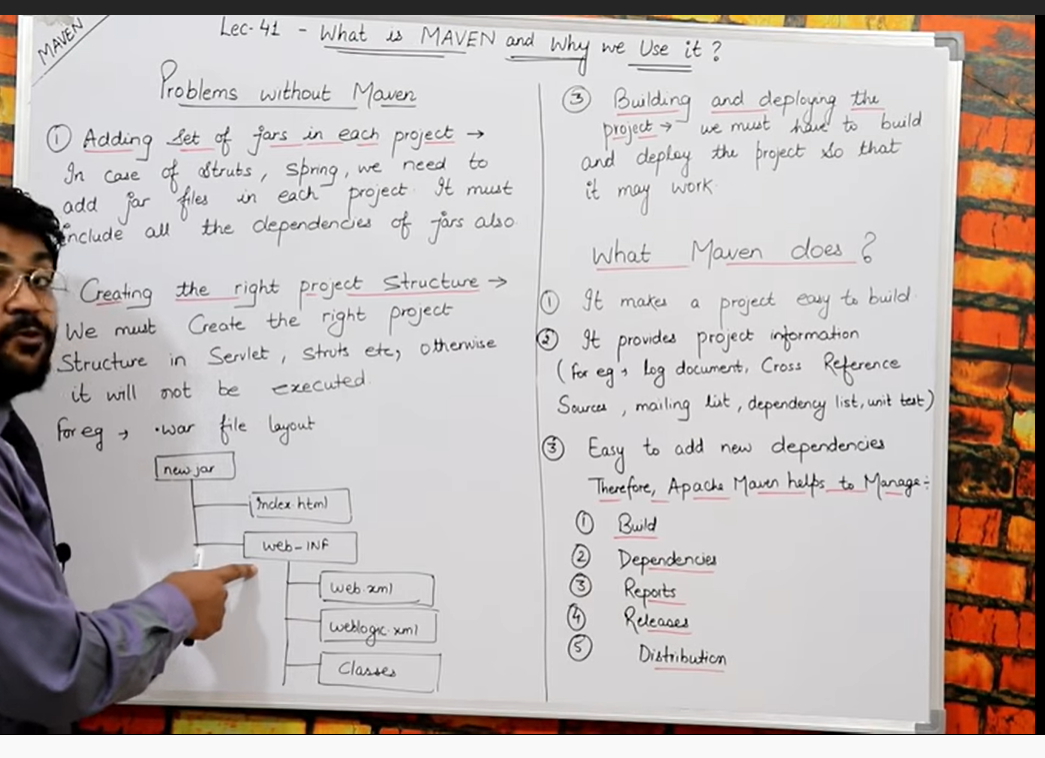 MAVEN
Lec-41 - What is MAVEN and Why we Use it?
Problems without Maven
① Adding set of jars in each project →
In case of Struts, Spring, we need to
add jar files in each project. It must
include all the dependencies of jars also
Creating the right project Structure →
We must Create the right project
Structure in Servlet, Struts etc, otherwise
it will not be executed.
For eg → .war file layout
new jar
index.html
web-INF
web.xml
weblogic.xml
Classes
③ Building and deploying the
project → we must have to build
and deploy the project so that
it may work.
What Maven does?
① It makes a project easy to build.
② It provides project information
(for eg → log document, Cross Reference
Sources, mailing list, dependency list, unit test)
③ Easy to add new dependencies
Therefore, Apache Maven helps to Manage:
① Build
② Dependencies
③ Reports
④ Releases
⑤ Distribution